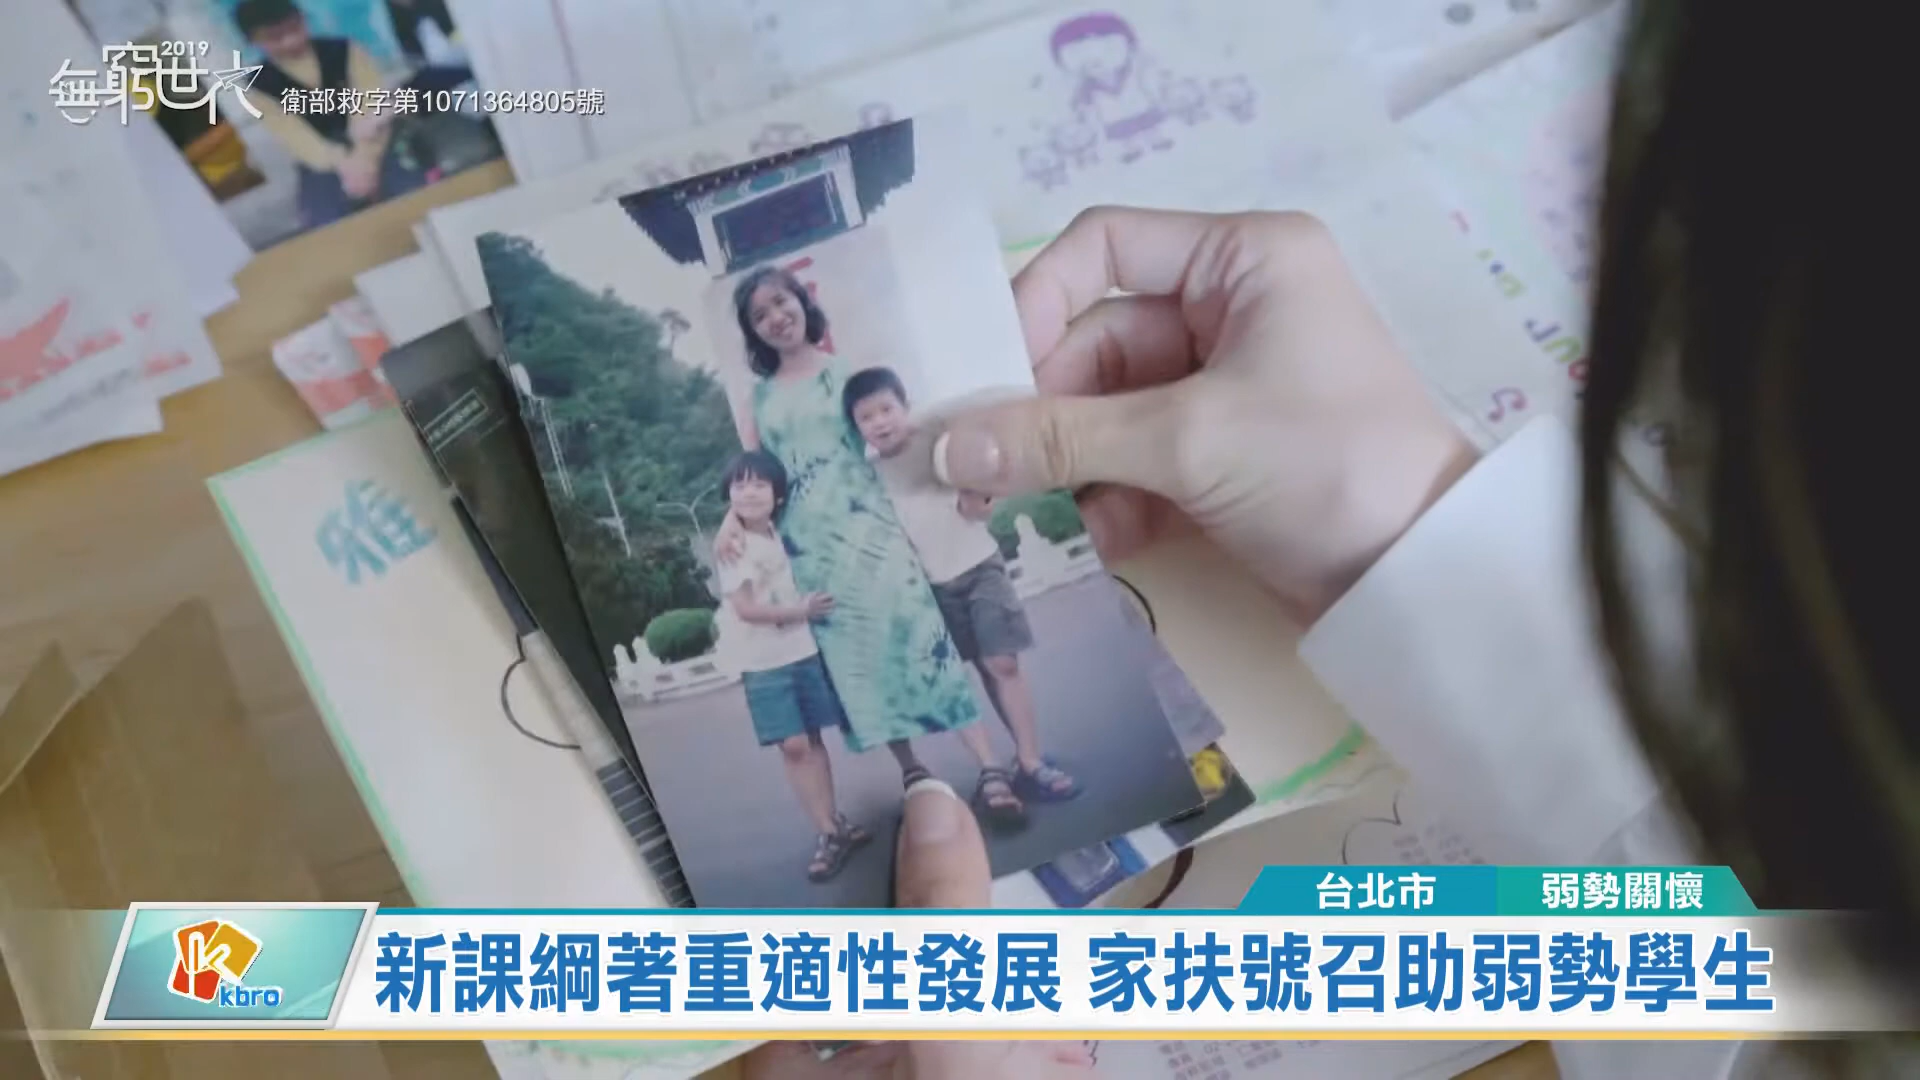 2019
無窮世代
衛部救字第1071364805號
雅
台北市
弱勢關懷
kbro
新課綱著重適性發展 家扶號召助弱勢學生